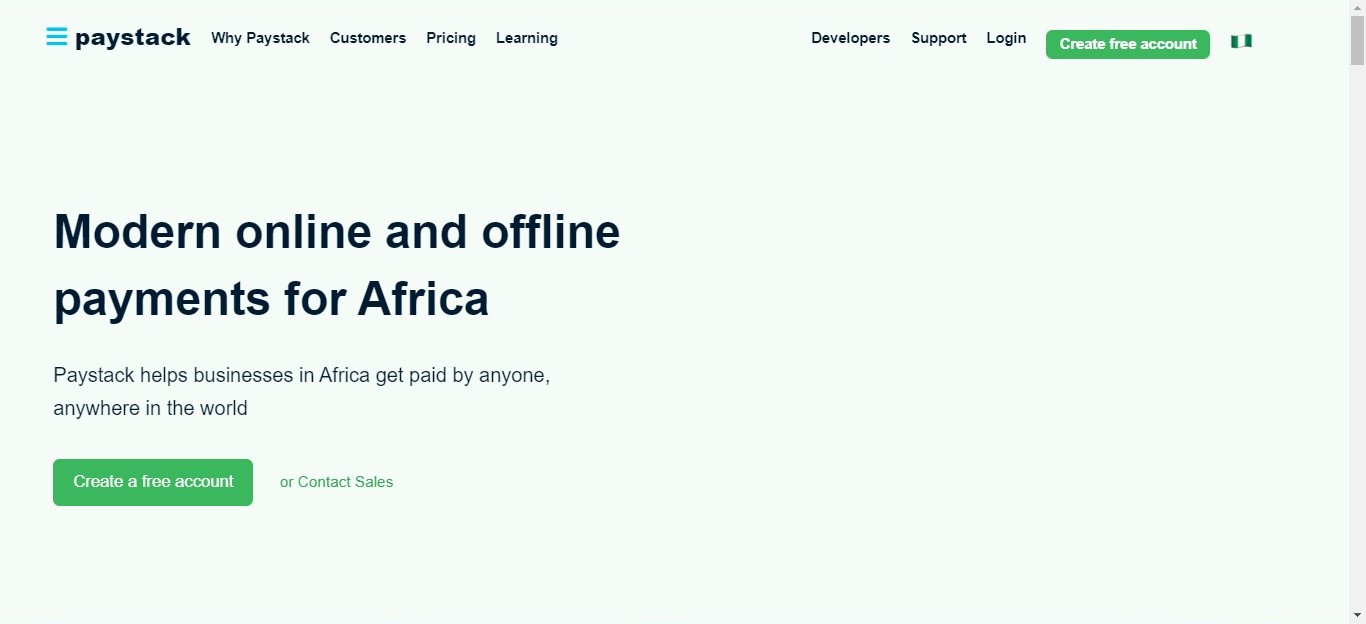 paystack Why Paystack Customers Pricing Learning Developers Support Login Create free account
Modern online and offline
payments for Africa
Paystack helps businesses in Africa get paid by anyone,
anywhere in the world
Create a free account or Contact Sales